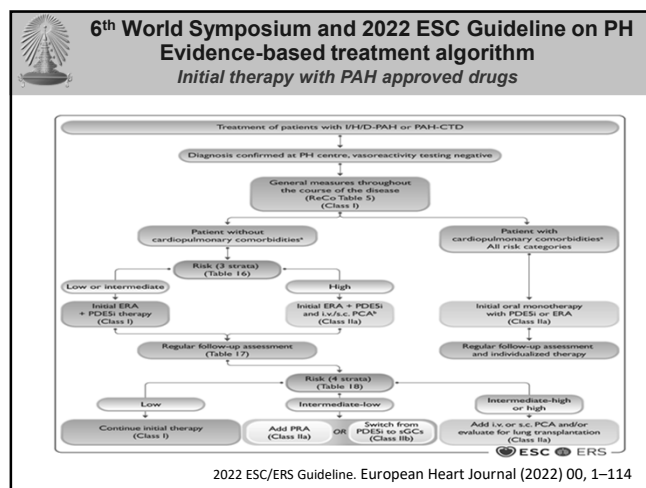 6th World Symposium and 2022 ESC Guideline on PH
Evidence-based treatment algorithm
Initial therapy with PAH approved drugs
Treatment of patients with I/H/D-PAH or PAH-CTD
Diagnosis confirmed at PH centre, vasoreactivity testing negative
General measures throughout
the course of the disease
(ReCo Table 5)
(Class I)
Patient without
cardiopulmonary comorbiditiesᵃ
Patient with
cardiopulmonary comorbiditiesᵃ
All risk categories
Risk (3 strata)
(Table 16)
Low or intermediate
High
Initial ERA
+ PDE5i therapy
(Class I)
Initial ERA + PDE5i
and i.v./s.c. PCAᵇ
(Class IIa)
Initial oral monotherapy
with PDE5i or ERA
(Class IIa)
Regular follow-up assessment
(Table 17)
Regular follow-up assessment
and individualized therapy
Risk (4 strata)
(Table 18)
Low
Intermediate-low
Intermediate-high
or high
Continue initial therapy
(Class I)
Add PRA
(Class IIa)
OR
Switch from
PDE5i to sGCs
(Class IIb)
Add i.v. or s.c. PCA and/or
evaluate for lung transplantation
(Class IIa)
ESC ERS
2022 ESC/ERS Guideline. European Heart Journal (2022) 00, 1–114